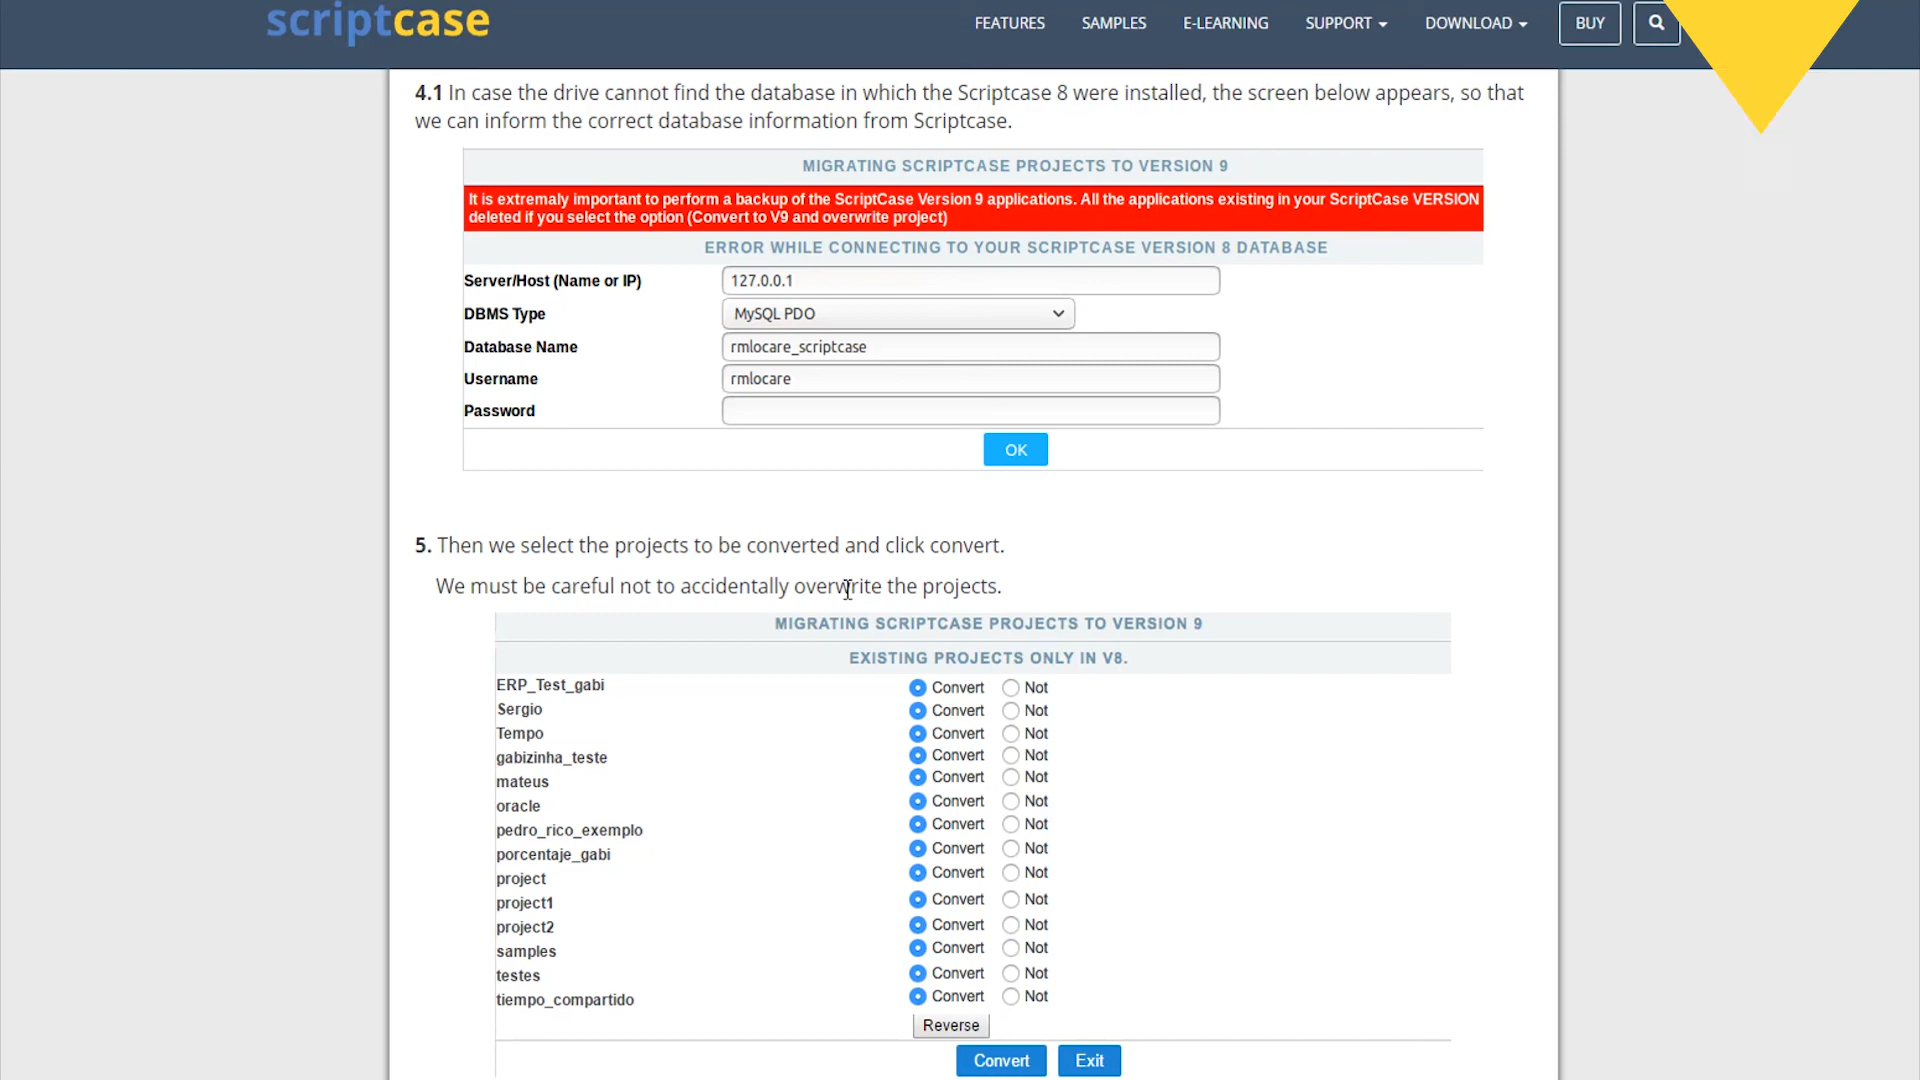 scriptcase
FEATURES SAMPLES E-LEARNING SUPPORT DOWNLOAD BUY
4.1 In case the drive cannot find the database in which the Scriptcase 8 were installed, the screen below appears, so that
we can inform the correct database information from Scriptcase.
MIGRATING SCRIPTCASE PROJECTS TO VERSION 9
It is extremaly important to perform a backup of the ScriptCase Version 9 applications. All the applications existing in your ScriptCase VERSION
deleted if you select the option (Convert to V9 and overwrite project)
ERROR WHILE CONNECTING TO YOUR SCRIPTCASE VERSION 8 DATABASE
Server/Host (Name or IP) 127.0.0.1
DBMS Type MySQL PDO
Database Name rmlocare_scriptcase
Username rmlocare
Password
OK
5. Then we select the projects to be converted and click convert.
We must be careful not to accidentally overwrite the projects.
MIGRATING SCRIPTCASE PROJECTS TO VERSION 9
EXISTING PROJECTS ONLY IN V8.
ERP_Test_gabi Convert Not
Sergio Convert Not
Tempo Convert Not
gabizinha_teste Convert Not
mateus Convert Not
oracle Convert Not
pedro_rico_exemplo Convert Not
porcentaje_gabi Convert Not
project Convert Not
project1 Convert Not
project2 Convert Not
samples Convert Not
testes Convert Not
tiempo_compartido Convert Not
Reverse
Convert Exit